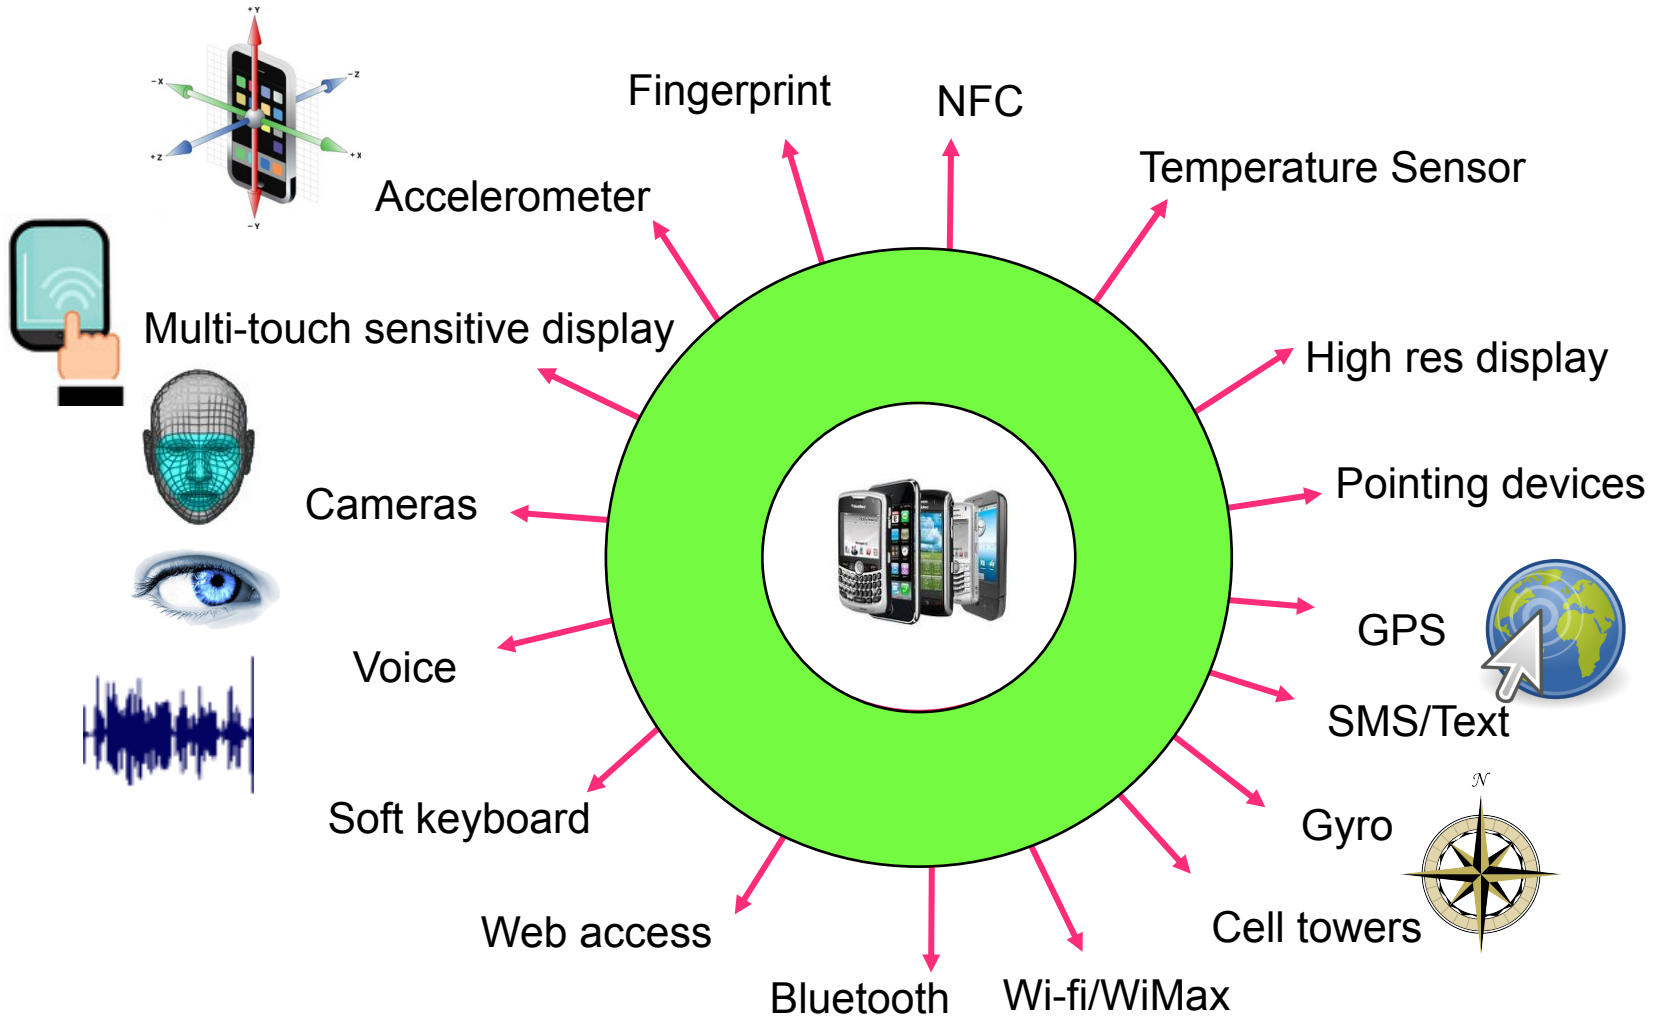 +Y
-X
-Z
+Z
+X
-Y
Fingerprint
NFC
Temperature Sensor
Accelerometer
Multi-touch sensitive display
High res display
Cameras
Pointing devices
Voice
GPS
SMS/Text
Soft keyboard
N
Gyro
Web access
Cell towers
Bluetooth
Wi-fi/WiMax